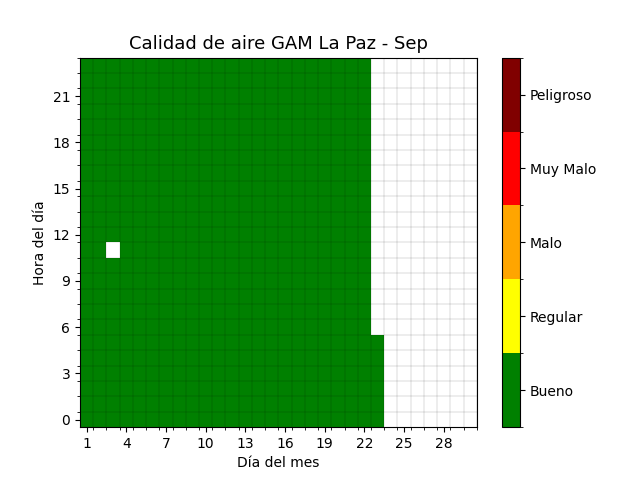 Calidad de aire GAM La Paz - Sep
Hora del día
21
18
15
12
9
6
3
0
1 4 7 10 13 16 19 22 25 28
Día del mes
Peligroso
Muy Malo
Malo
Regular
Bueno